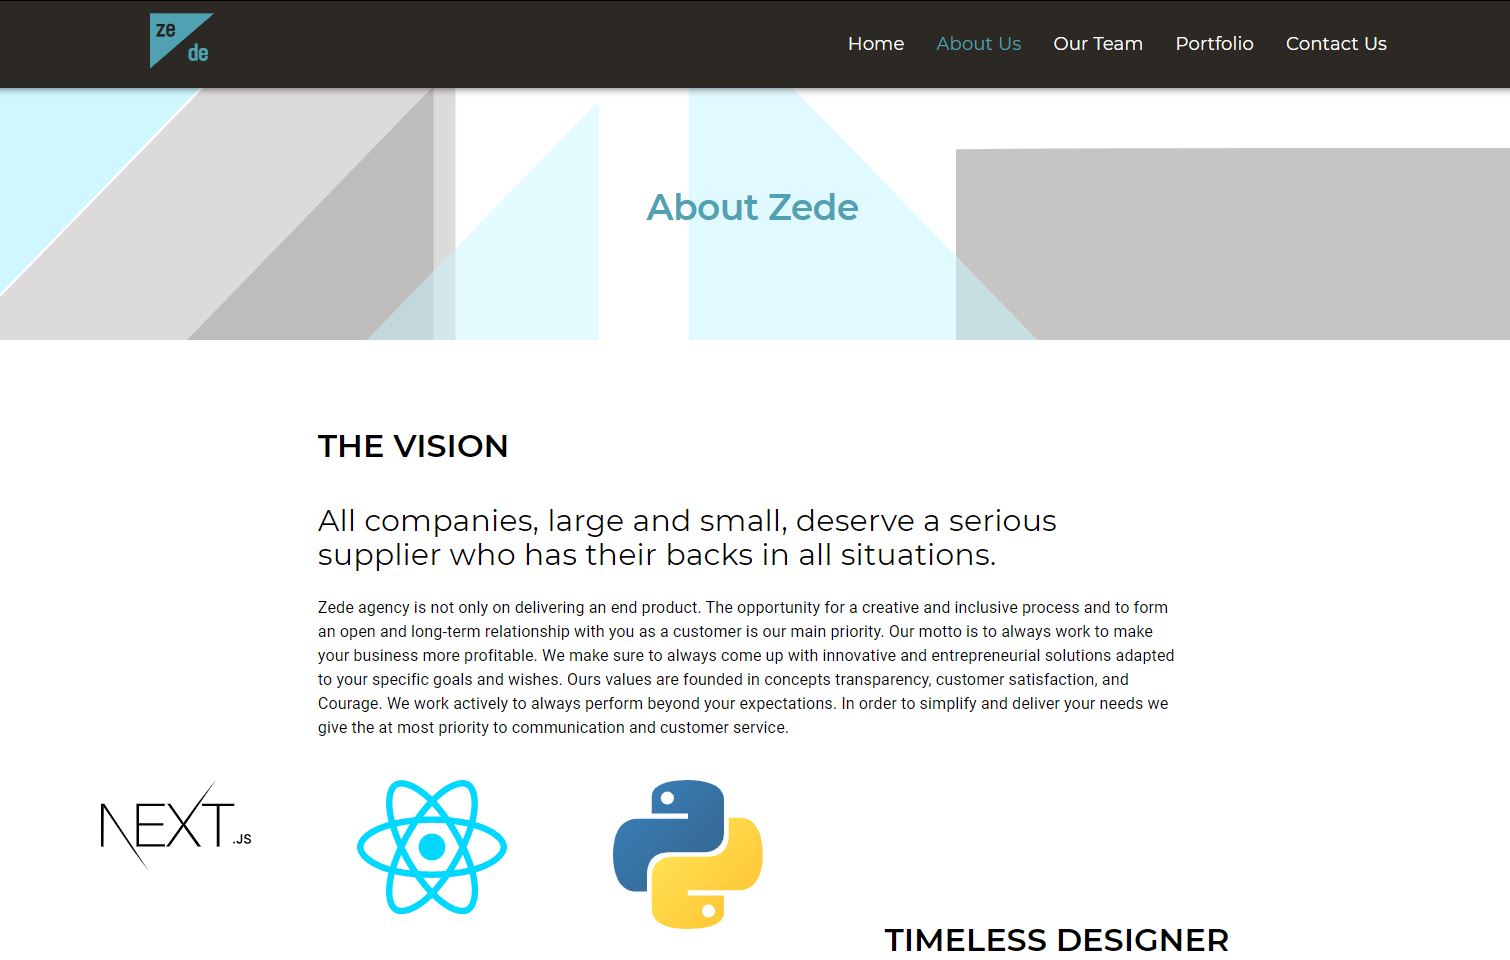 ze
de
Home About Us Our Team Portfolio Contact Us
About Zede
THE VISION
All companies, large and small, deserve a serious
supplier who has their backs in all situations.
Zede agency is not only on delivering an end product. The opportunity for a creative and inclusive process and to form
an open and long-term relationship with you as a customer is our main priority. Our motto is to always work to make
your business more profitable. We make sure to always come up with innovative and entrepreneurial solutions adapted
to your specific goals and wishes. Ours values are founded in concepts transparency, customer satisfaction, and
Courage. We work actively to always perform beyond your expectations. In order to simplify and deliver your needs we
give the at most priority to communication and customer service.
NEXT.JS
TIMELESS DESIGNER